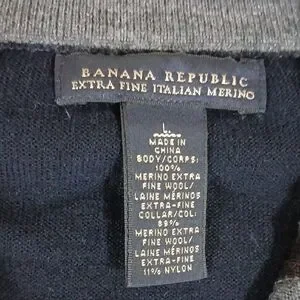 BANANA REPUBLIC
EXTRA FINE ITALIAN MERINO
L
MADE IN
CHINA
BODY/CORPS:
100%
MERINO EXTRA
FINE WOOL/
LAINE MÉRINOS
EXTRA-FINE
COLLAR/COL:
89%
MERINO EXTRA
FINE WOOL/
LAINE MÉRINOS
EXTRA-FINE
11% NYLON